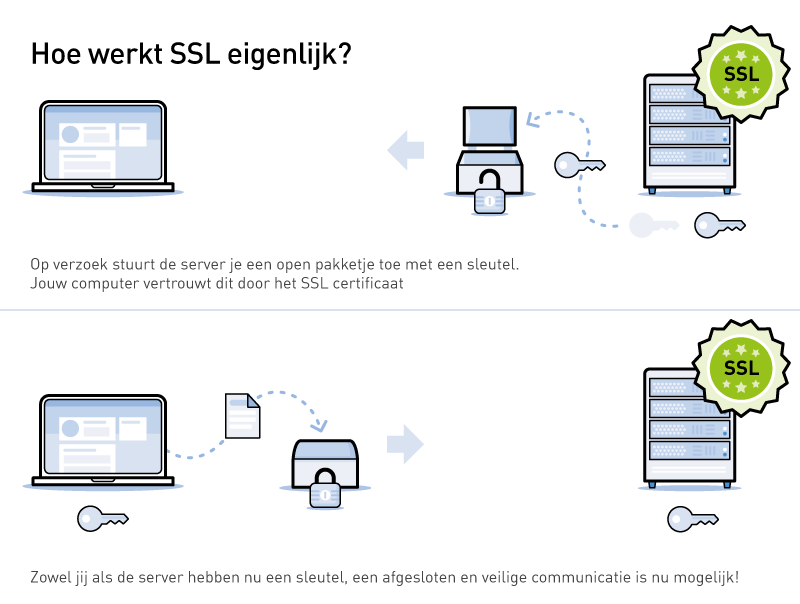 Hoe werkt SSL eigenlijk?
SSL
Op verzoek stuurt de server je een open pakketje toe met een sleutel.
Jouw computer vertrouwt dit door het SSL certificaat
SSL
Zowel jij als de server hebben nu een sleutel, een afgesloten en veilige communicatie is nu mogelijk!